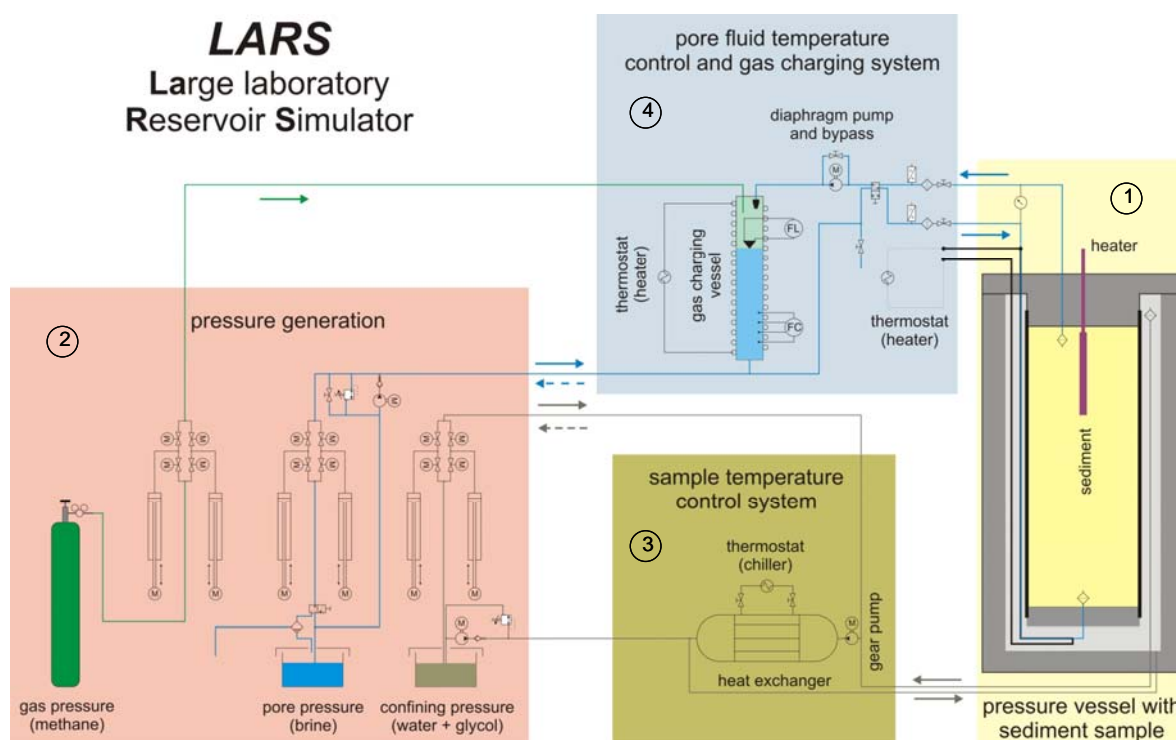 LARS
Large laboratory
Reservoir Simulator
pore fluid temperature
control and gas charging system
4
diaphragm pump
and bypass
M
1
heater
FL
thermostat
(heater)
gas charging
vessel
FC
thermostat
(heater)
2
pressure generation
sediment
M
M
M
M
M
M
M
M
M
M
M
M
M
sample temperature
control system
3
thermostat
(chiller)
M
M
M
M
M
M
M
M
gear pump
heat exchanger
gas pressure
(methane)
pore pressure
(brine)
confining pressure
(water + glycol)
pressure vessel with
sediment sample